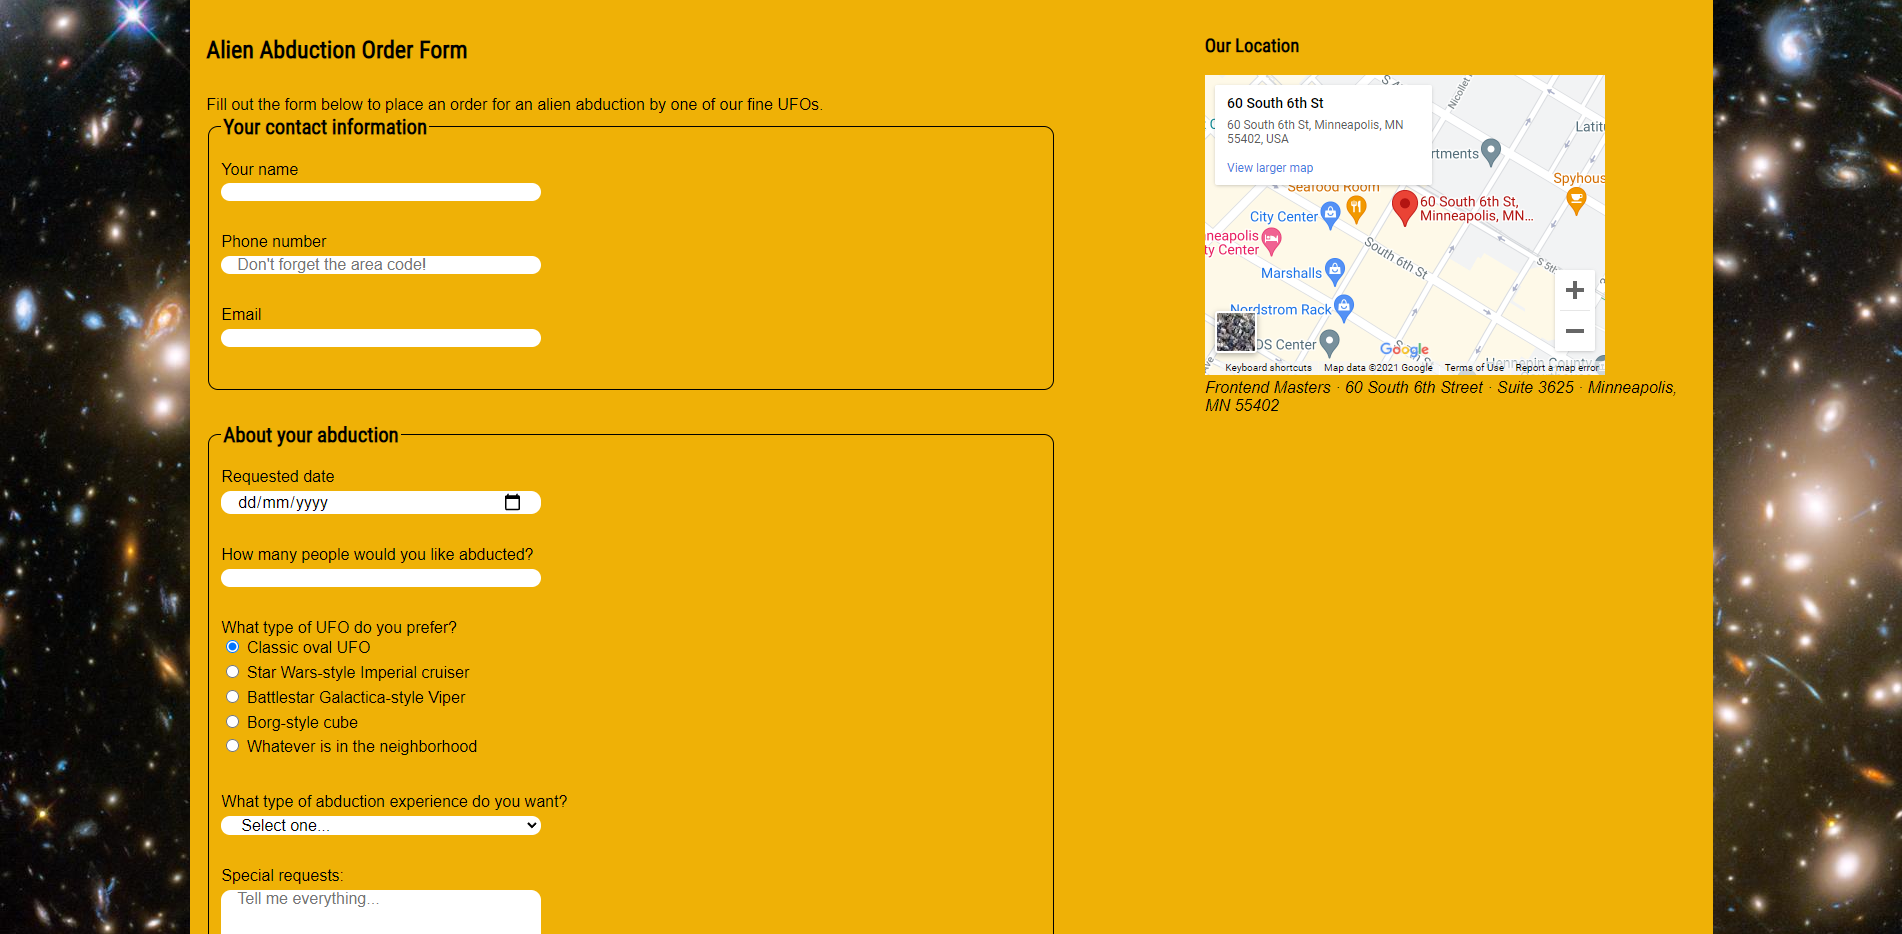 Alien Abduction Order Form
Fill out the form below to place an order for an alien abduction by one of our fine UFOs.
Your contact information
Your name
Phone number
Don't forget the area code!
Email
About your abduction
Requested date
dd/mm/yyyy
How many people would you like abducted?
What type of UFO do you prefer?
Classic oval UFO
Star Wars-style Imperial cruiser
Battlestar Galactica-style Viper
Borg-style cube
Whatever is in the neighborhood
What type of abduction experience do you want?
Select one...
Special requests:
Tell me everything...
Our Location
60 South 6th St
60 South 6th St, Minneapolis, MN
55402, USA
View larger map
Nicollet
Latit
rtments
Spyhous
Seafood Room
60 South 6th St,
Minneapolis, MN...
City Center
neapolis
ty Center
South 6th St
S 5th
Marshalls
Nordstrom Rack
DS Center
Google
Hennepin County
Keyboard shortcuts
Map data ©2021 Google
Terms of Use
Report a map error
Frontend Masters · 60 South 6th Street · Suite 3625 · Minneapolis,
MN 55402